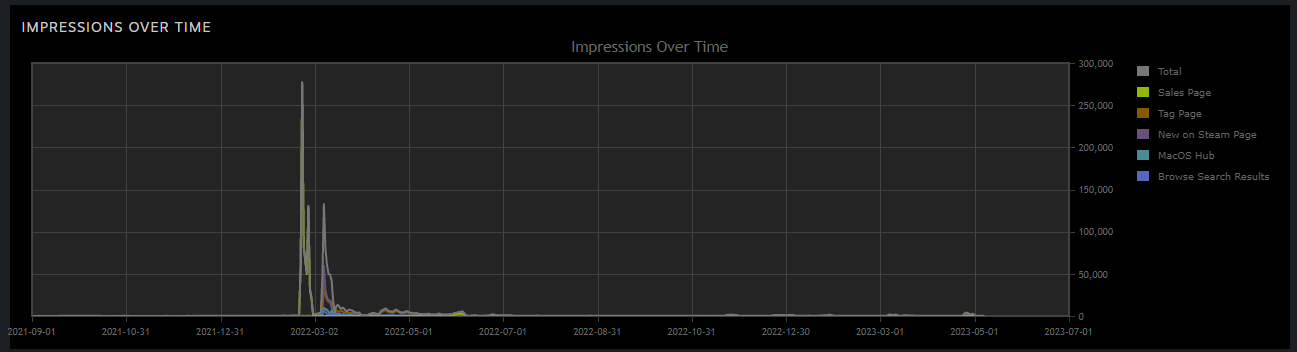 IMPRESSIONS OVER TIME
Impressions Over Time
300,000
250,000
200,000
150,000
100,000
50,000
0
Total
Sales Page
Tag Page
New on Steam Page
MacOS Hub
Browse Search Results
2021-09-01 2021-10-31 2021-12-31 2022-03-02 2022-05-01 2022-07-01 2022-08-31 2022-10-31 2022-12-30 2023-03-01 2023-05-01 2023-07-01